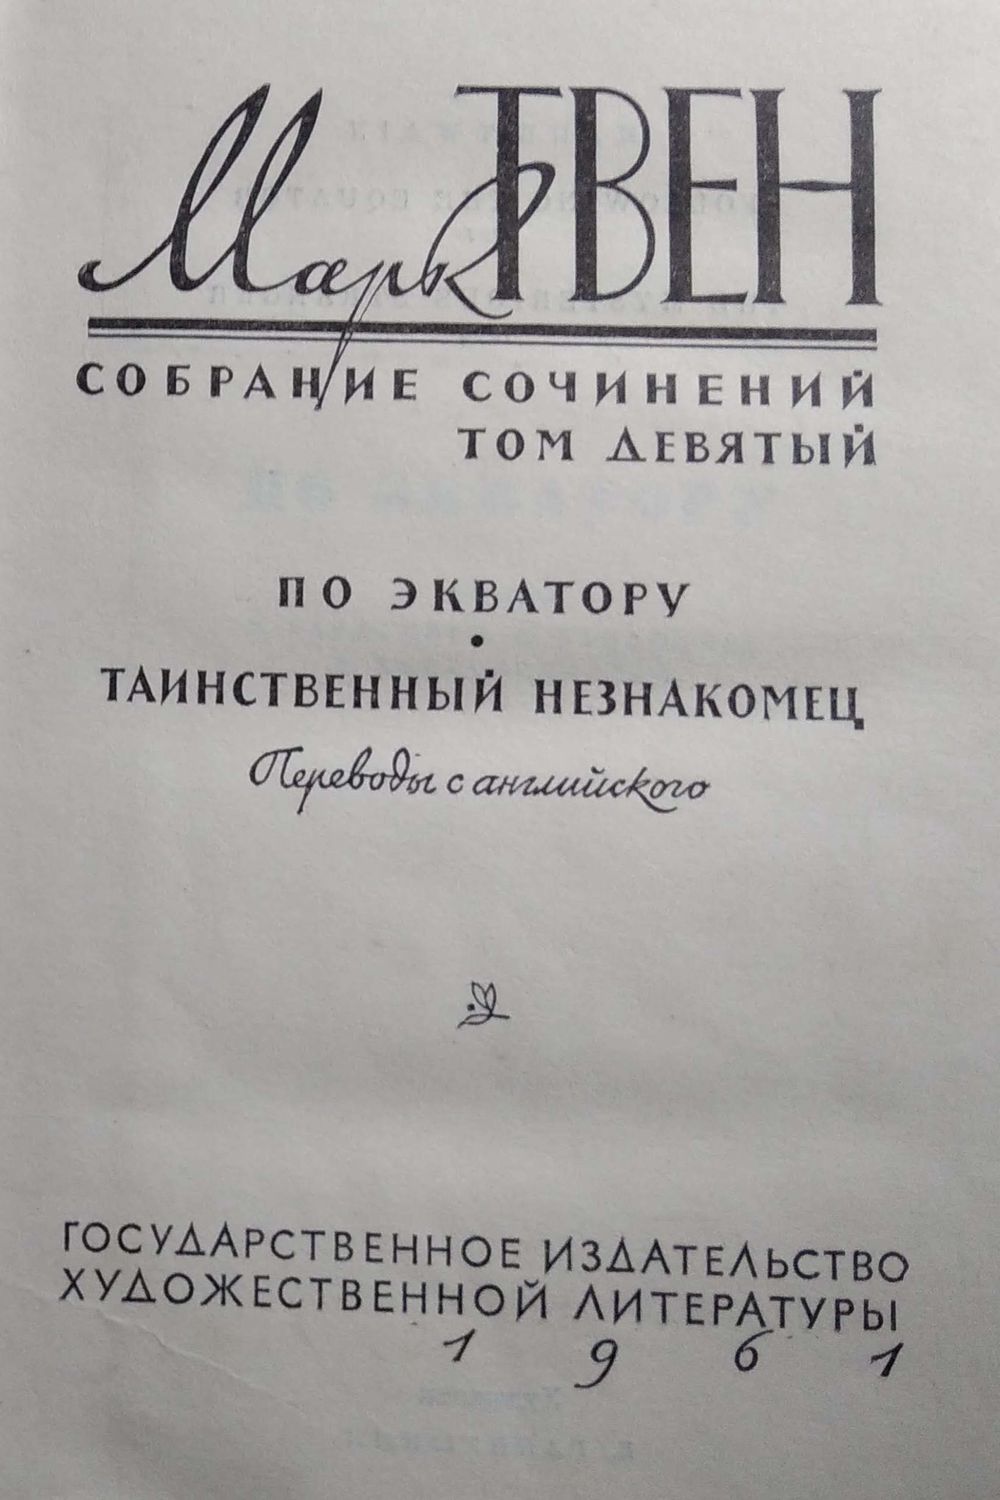 Марк ТВЕН
СОБРАНИЕ СОЧИНЕНИЙ
ТОМ ДЕВЯТЫЙ
ПО ЭКВАТОРУ
•
ТАИНСТВЕННЫЙ НЕЗНАКОМЕЦ
Переводы с английского
ГОСУДАРСТВЕННОЕ ИЗДАТЕЛЬСТВО
ХУДОЖЕСТВЕННОЙ ЛИТЕРАТУРЫ
1961